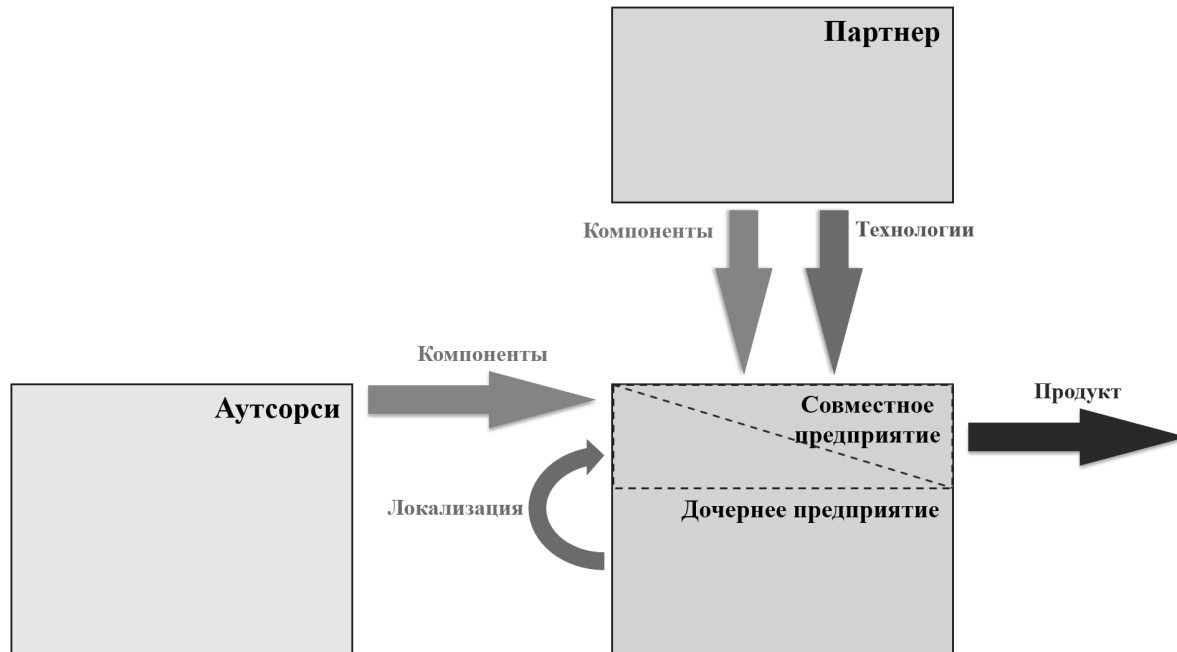 Партнер
Компоненты
Технологии
Компоненты
Аутсорси
Совместное
предприятие
Продукт
Локализация
Дочернее предприятие